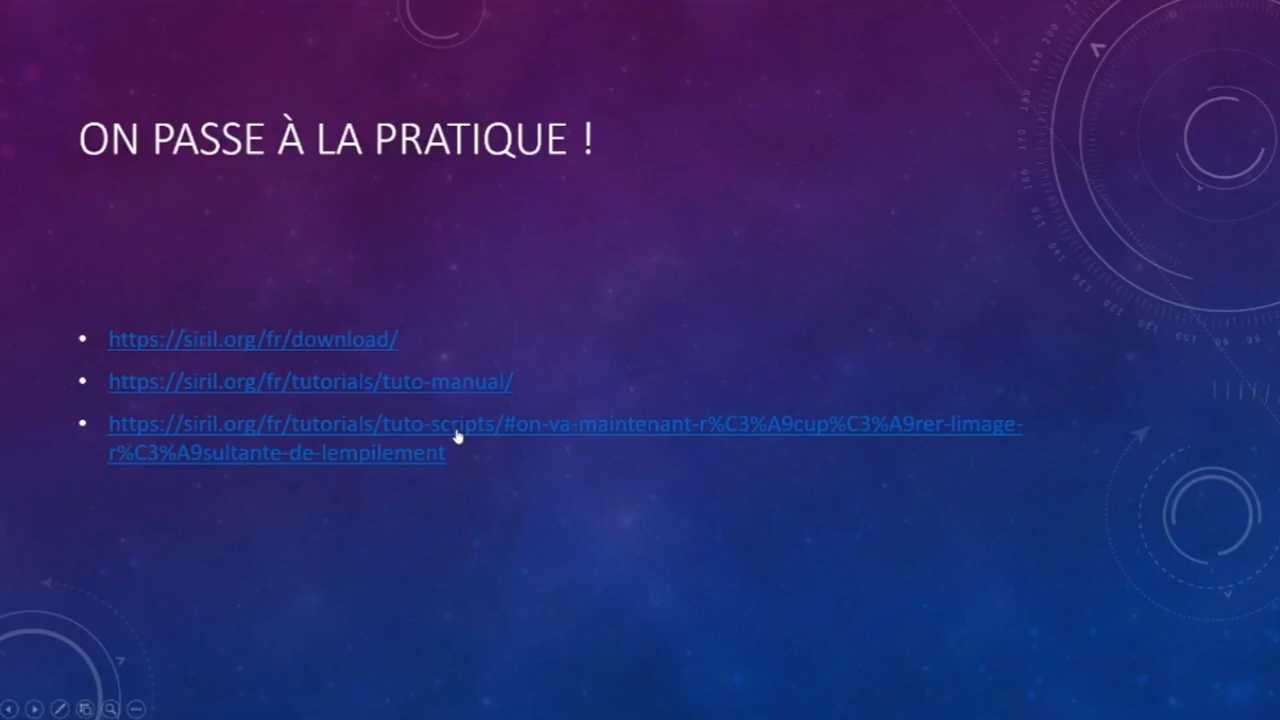 ON PASSE À LA PRATIQUE !
• https://siril.org/fr/download/
• https://siril.org/fr/tutorials/tuto-manual/
• https://siril.org/fr/tutorials/tuto-scripts/#on-va-maintenant-r%C3%A9cup%C3%A9rer-limage-
r%C3%A9sultante-de-lempilement